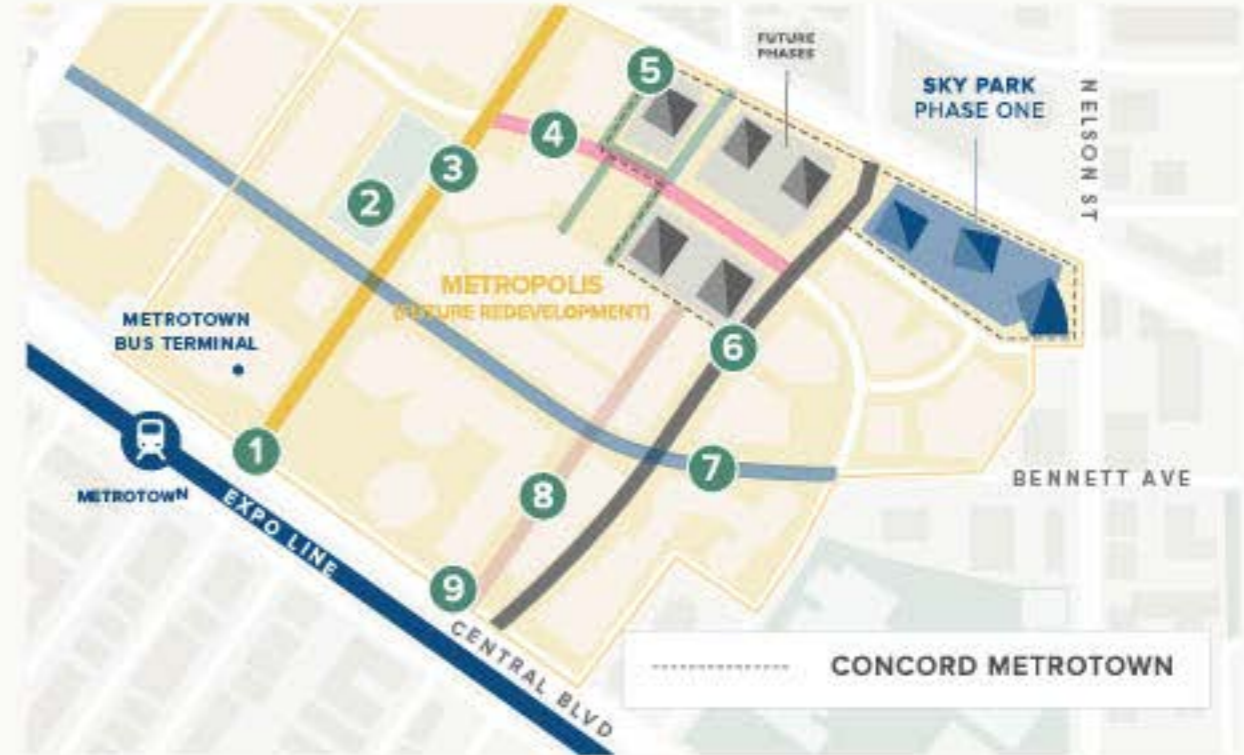 FUTURE
PHASES
SKY PARK
PHASE ONE
NELSON ST
5
4
3
2
METROPOLIS
(FUTURE REDEVELOPMENT)
METROTOWN
BUS TERMINAL
6
1
7
METROTOWN
EXPO LINE
8
BENNETT AVE
9
CENTRAL BLVD
CONCORD METROTOWN